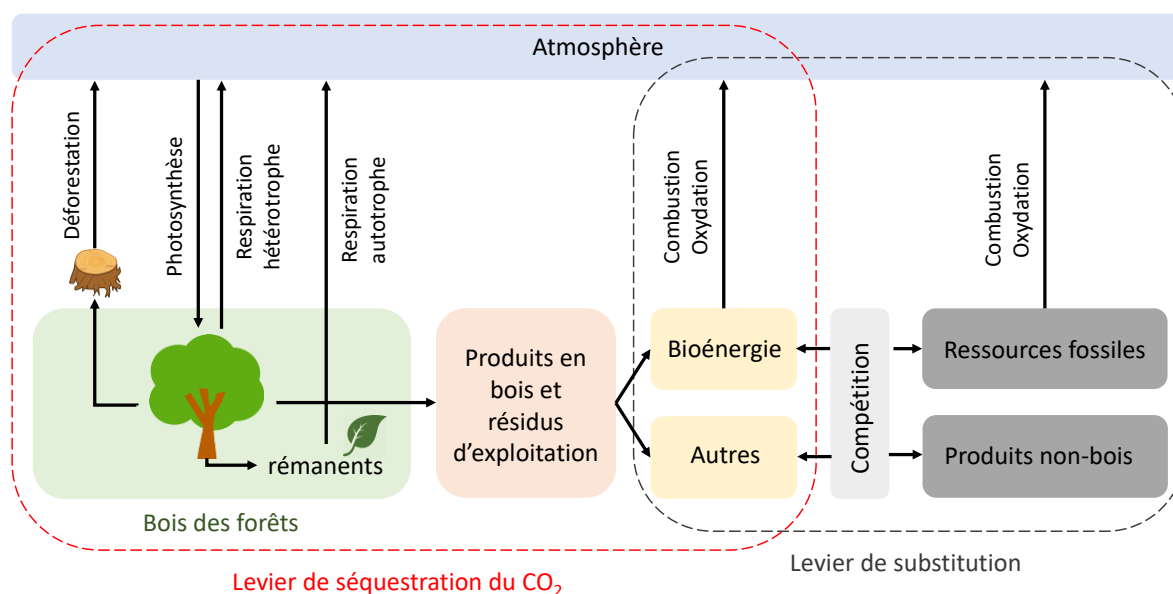 Atmosphère
Déforestation
Photosynthèse
Respiration
hétérotrophe
Respiration
autotrophe
Combustion
Oxydation
Combustion
Oxydation
Produits en
bois et
résidus
d'exploitation
Bioénergie
Autres
Compétition
Ressources fossiles
Produits non-bois
rémanents
Bois des forêts
Levier de substitution
Levier de séquestration du CO₂